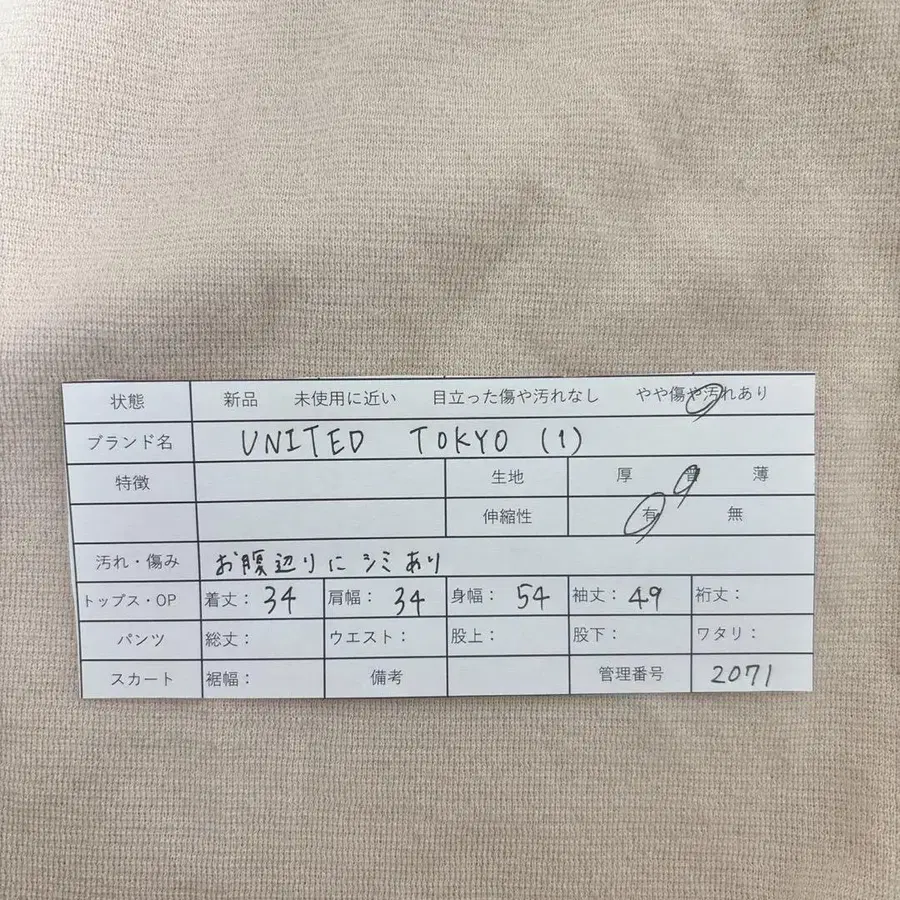 状態 新品 未使用に近い 目立った傷や汚れなし やや傷や汚れあり
ブランド名 UNITED TOKYO (1)
特徴 生地 厚 普 薄
伸縮性 有 無
汚れ・傷み お腹辺りにシミあり
トップス・OP 着丈: 34 肩幅: 34 身幅: 54 袖丈: 49 裄丈:
パンツ 総丈: ウエスト: 股上: 股下: ワタリ:
スカート 裾幅: 備考 管理番号 2071